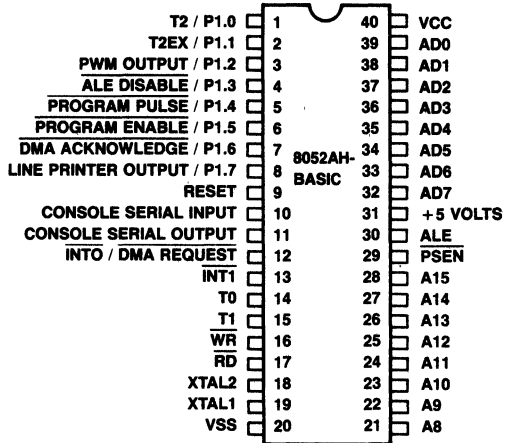 T2 / P1.0 1 40 VCC
T2EX / P1.1 2 39 AD0
PWM OUTPUT / P1.2 3 38 AD1
ALE DISABLE / P1.3 4 37 AD2
PROGRAM PULSE / P1.4 5 36 AD3
PROGRAM ENABLE / P1.5 6 35 AD4
DMA ACKNOWLEDGE / P1.6 7 34 AD5
8052AH-
LINE PRINTER OUTPUT / P1.7 8 33 AD6
BASIC
RESET 9 32 AD7
CONSOLE SERIAL INPUT 10 31 +5 VOLTS
CONSOLE SERIAL OUTPUT 11 30 ALE
INTO / DMA REQUEST 12 29 PSEN
INT1 13 28 A15
T0 14 27 A14
T1 15 26 A13
WR 16 25 A12
RD 17 24 A11
XTAL2 18 23 A10
XTAL1 19 22 A9
VSS 20 21 A8